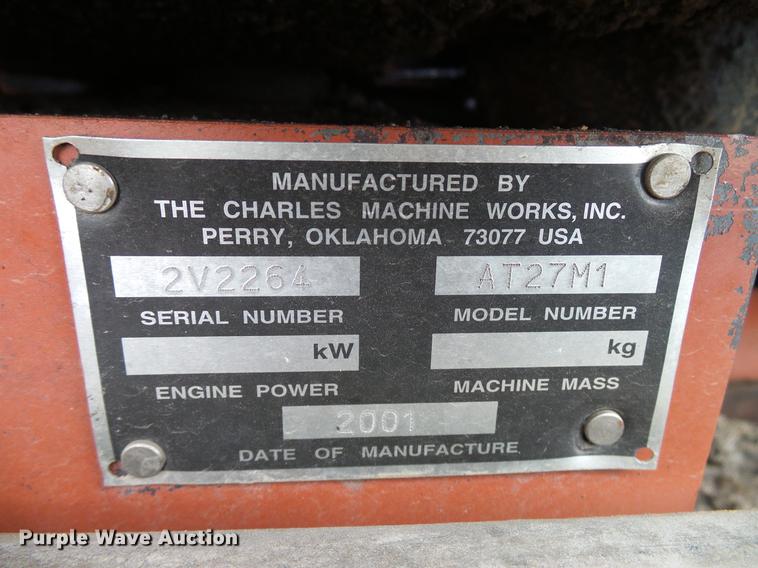 MANUFACTURED BY
THE CHARLES MACHINE WORKS, INC.
PERRY, OKLAHOMA 73077 USA
2V2264 AT27M1
SERIAL NUMBER MODEL NUMBER
kW kg
ENGINE POWER MACHINE MASS
2001
DATE OF MANUFACTURE
Purple Wave Auction